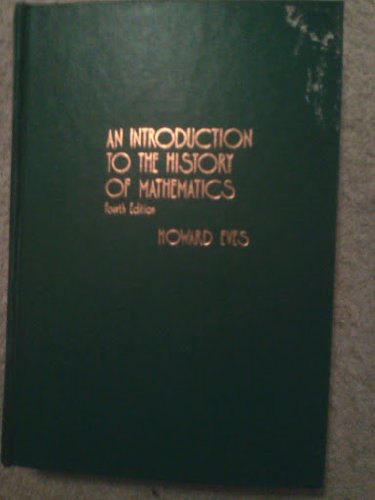 AN INTRODUCTION
TO THE HISTORY
OF MATHEMATICS
Fourth Edition
HOWARD EVES